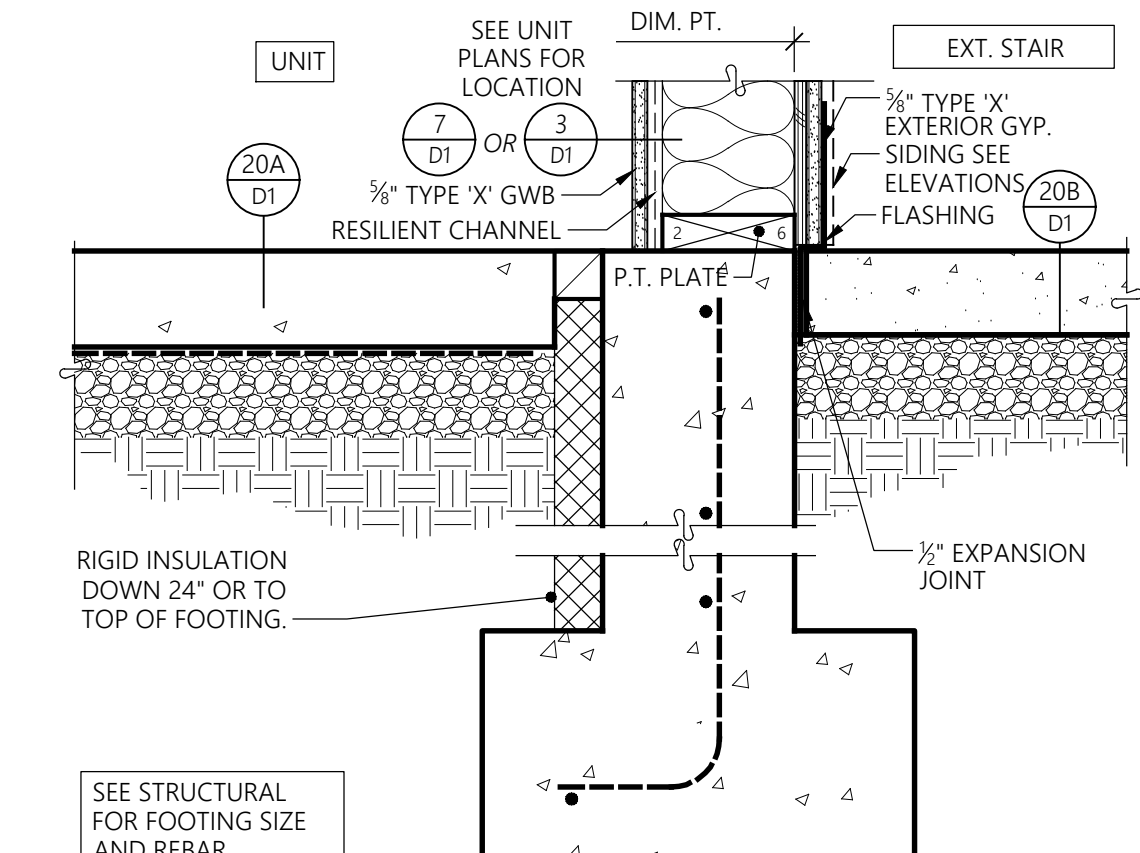 DIM. PT.
SEE UNIT
PLANS FOR
LOCATION
UNIT
EXT. STAIR
7
D1
OR
3
D1
⅝" TYPE 'X'
EXTERIOR GYP.
SIDING SEE
ELEVATIONS
20A
D1
⅝" TYPE 'X' GWB
RESILIENT CHANNEL
20B
D1
FLASHING
2 6
P.T. PLATE
RIGID INSULATION
DOWN 24" OR TO
TOP OF FOOTING.
½" EXPANSION
JOINT
SEE STRUCTURAL
FOR FOOTING SIZE
AND REBAR